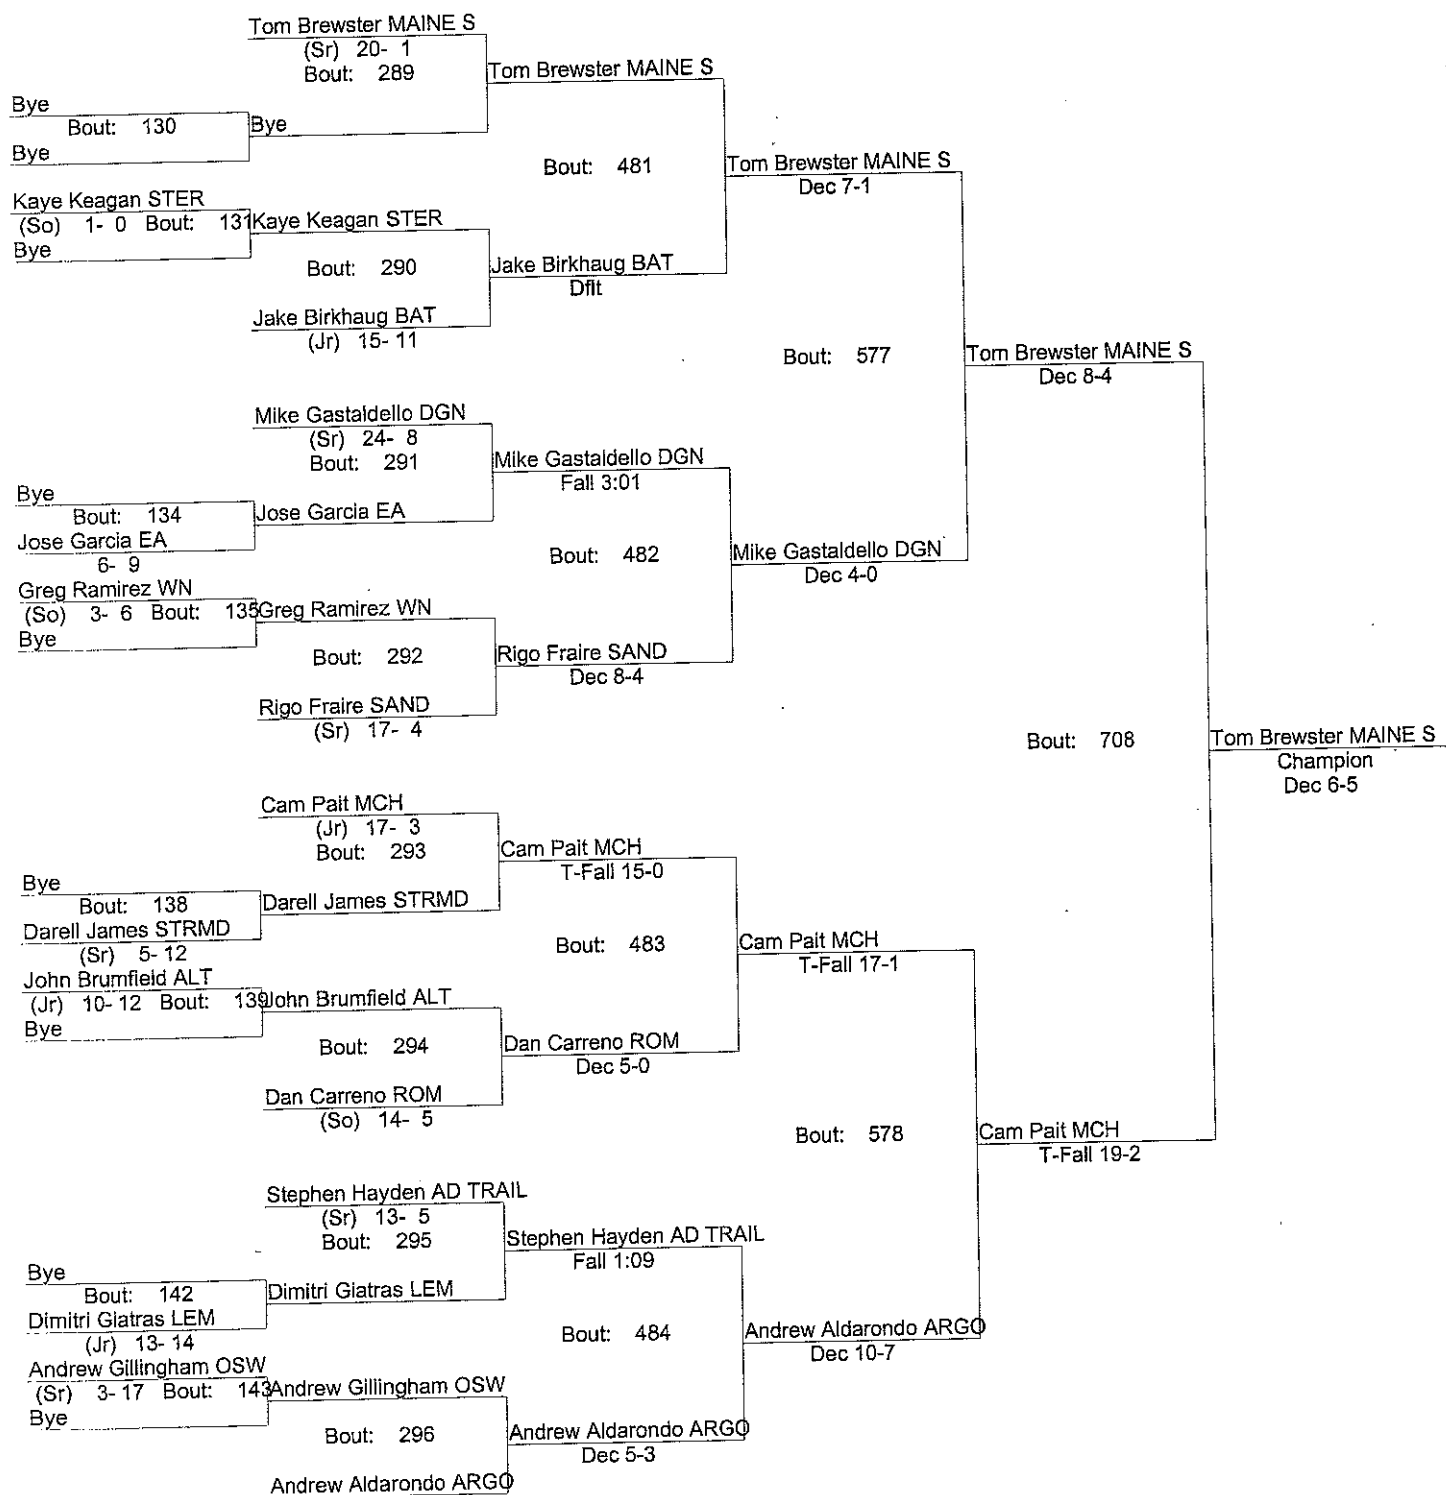 Tom Brewster MAINE S
(Sr) 20- 1
Bout: 289
Tom Brewster MAINE S
Bye
Bout: 130
Bye
Bye
Bout: 481
Tom Brewster MAINE S
Dec 7-1
Kaye Keagan STER
(So) 1- 0 Bout: 131
Kaye Keagan STER
Bye
Bout: 290
Jake Birkhaug BAT
Dflt
Jake Birkhaug BAT
(Jr) 15- 11
Bout: 577
Tom Brewster MAINE S
Dec 8-4
Mike Gastaldello DGN
(Sr) 24- 8
Bout: 291
Mike Gastaldello DGN
Fall 3:01
Bye
Bout: 134
Jose Garcia EA
Jose Garcia EA
6- 9
Bout: 482
Mike Gastaldello DGN
Dec 4-0
Greg Ramirez WN
(So) 3- 6 Bout: 135
Greg Ramirez WN
Bye
Bout: 292
Rigo Fraire SAND
Dec 8-4
Rigo Fraire SAND
(Sr) 17- 4
Bout: 708
Tom Brewster MAINE S
Champion
Dec 6-5
Cam Pait MCH
(Jr) 17- 3
Bout: 293
Cam Pait MCH
T-Fall 15-0
Bye
Bout: 138
Darell James STRMD
Darell James STRMD
(Sr) 5- 12
Bout: 483
Cam Pait MCH
T-Fall 17-1
John Brumfield ALT
(Jr) 10- 12 Bout: 139
John Brumfield ALT
Bye
Bout: 294
Dan Carreno ROM
Dec 5-0
Dan Carreno ROM
(So) 14- 5
Bout: 578
Cam Pait MCH
T-Fall 19-2
Stephen Hayden AD TRAIL
(Sr) 13- 5
Bout: 295
Stephen Hayden AD TRAIL
Fall 1:09
Bye
Bout: 142
Dimitri Giatras LEM
Dimitri Giatras LEM
(Jr) 13- 14
Bout: 484
Andrew Aldarondo ARGO
Dec 10-7
Andrew Gillingham OSW
(Sr) 3- 17 Bout: 143
Andrew Gillingham OSW
Bye
Bout: 296
Andrew Aldarondo ARGO
Dec 5-3
Andrew Aldarondo ARGO